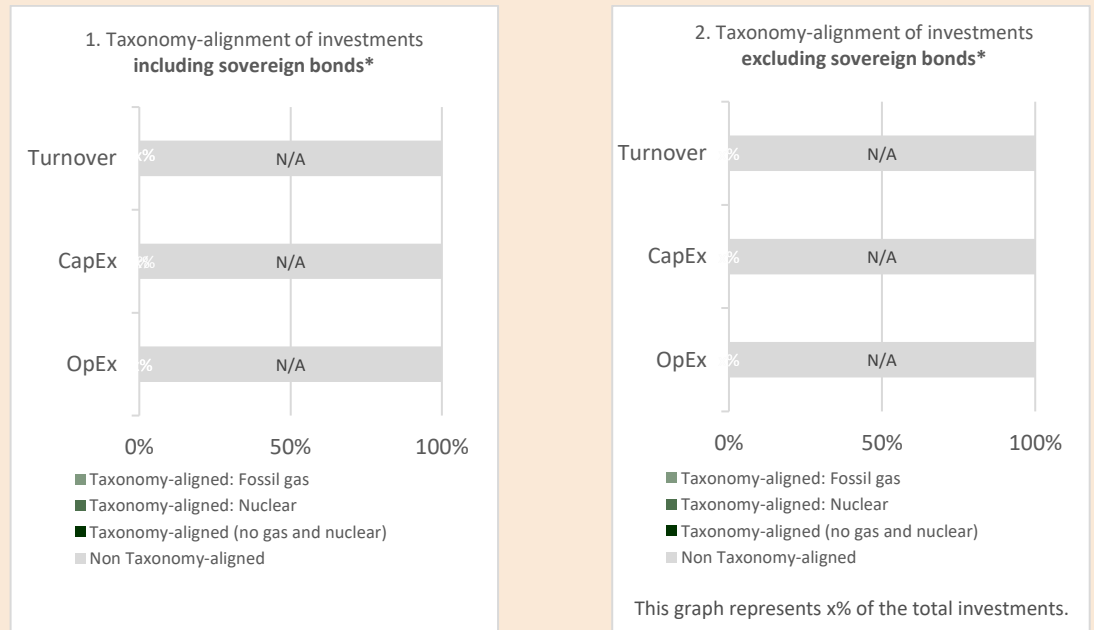 1. Taxonomy-alignment of investments
including sovereign bonds*
Turnover
N/A
CapEx
N/A
OpEx
%
N/A
0%
50%
100%
Taxonomy-aligned: Fossil gas
Taxonomy-aligned: Nuclear
Taxonomy-aligned (no gas and nuclear)
Non Taxonomy-aligned
2. Taxonomy-alignment of investments
excluding sovereign bonds*
Turnover
%
N/A
CapEx
%
N/A
OpEx
%
N/A
0%
50%
100%
Taxonomy-aligned: Fossil gas
Taxonomy-aligned: Nuclear
Taxonomy-aligned (no gas and nuclear)
Non Taxonomy-aligned
This graph represents x% of the total investments.